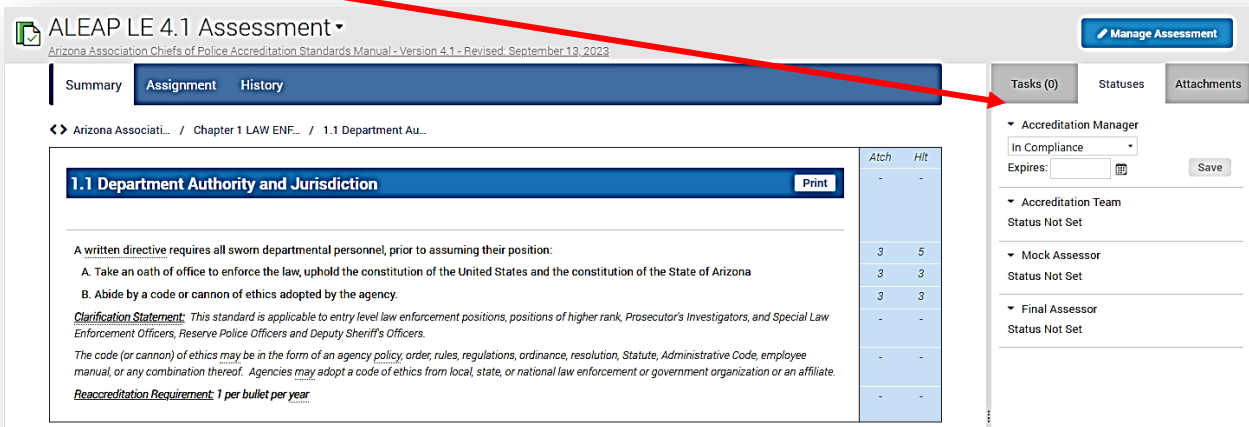 ALEAP LE 4.1 Assessment
Arizona Association Chiefs of Police Accreditation Standards Manual - Version 4.1 - Revised: September 13, 2023
Manage Assessment
Summary Assignment History
Arizona Associati... / Chapter 1 LAW ENF... / 1.1 Department Au...
Atch Hlt
1.1 Department Authority and Jurisdiction Print - -
A written directive requires all sworn departmental personnel, prior to assuming their position: 3 5
A. Take an oath of office to enforce the law, uphold the constitution of the United States and the constitution of the State of Arizona 3 3
B. Abide by a code or cannon of ethics adopted by the agency. 3 3
Clarification Statement: This standard is applicable to entry level law enforcement positions, positions of higher rank, Prosecutor's Investigators, and Special Law - -
Enforcement Officers, Reserve Police Officers and Deputy Sheriff's Officers.
The code (or cannon) of ethics may be in the form of an agency policy, order, rules, regulations, ordinance, resolution, Statute, Administrative Code, employee - -
manual, or any combination thereof. Agencies may adopt a code of ethics from local, state, or national law enforcement or government organization or an affiliate.
Reaccreditation Requirement: 1 per bullet per year - -
Tasks (0) Statuses Attachments
Accreditation Manager
In Compliance
Expires: Save
Accreditation Team
Status Not Set
Mock Assessor
Status Not Set
Final Assessor
Status Not Set